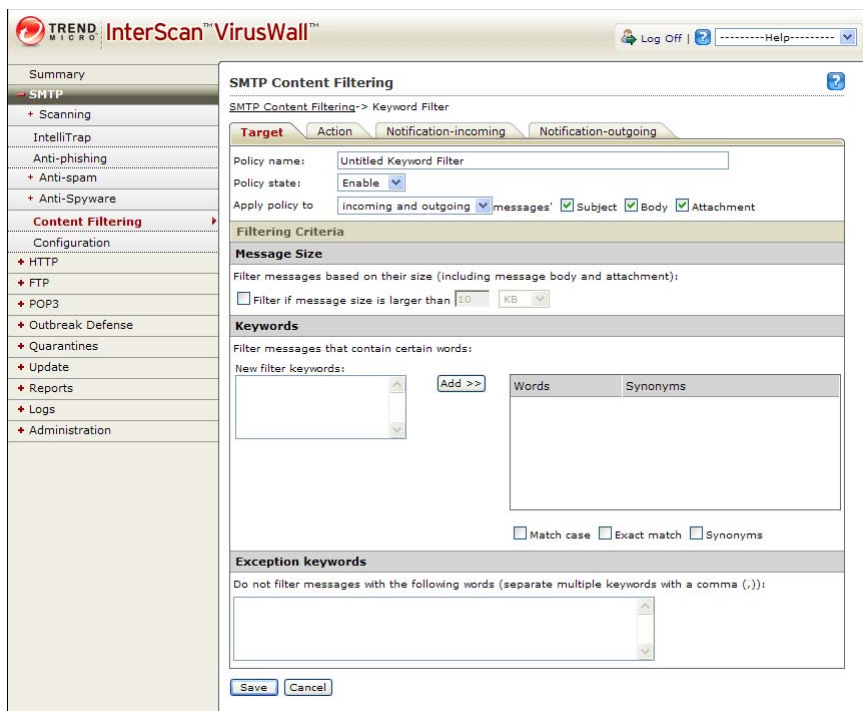 TREND MICRO InterScan™VirusWall™
Log Off | ? ---------Help---------
Summary
− SMTP
+ Scanning
IntelliTrap
Anti-phishing
+ Anti-spam
+ Anti-Spyware
Content Filtering
Configuration
+ HTTP
+ FTP
+ POP3
+ Outbreak Defense
+ Quarantines
+ Update
+ Reports
+ Logs
+ Administration
SMTP Content Filtering ?
SMTP Content Filtering-> Keyword Filter
Target Action Notification-incoming Notification-outgoing
Policy name: Untitled Keyword Filter
Policy state: Enable
Apply policy to incoming and outgoing messages' Subject Body Attachment
Filtering Criteria
Message Size
Filter messages based on their size (including message body and attachment):
Filter if message size is larger than 10 KB
Keywords
Filter messages that contain certain words:
New filter keywords:
Add >>
Words Synonyms
Match case Exact match Synonyms
Exception keywords
Do not filter messages with the following words (separate multiple keywords with a comma (,)):
Save Cancel